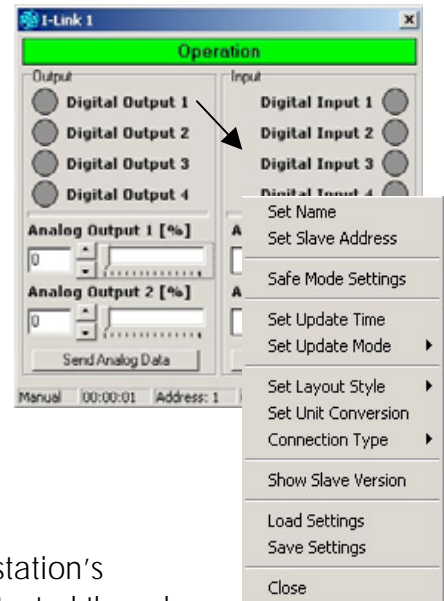 I-Link 1
Operation
Output
Input
Digital Output 1
Digital Input 1
Digital Output 2
Digital Input 2
Digital Output 3
Digital Input 3
Digital Output 4
Digital Input 4
Analog Output 1 [%]
A
0
Analog Output 2 [%]
A
0
Send Analog Data
Manual 00:00:01 Address: 1
Set Name
Set Slave Address
Safe Mode Settings
Set Update Time
Set Update Mode
Set Layout Style
Set Unit Conversion
Connection Type
Show Slave Version
Load Settings
Save Settings
Close
station's